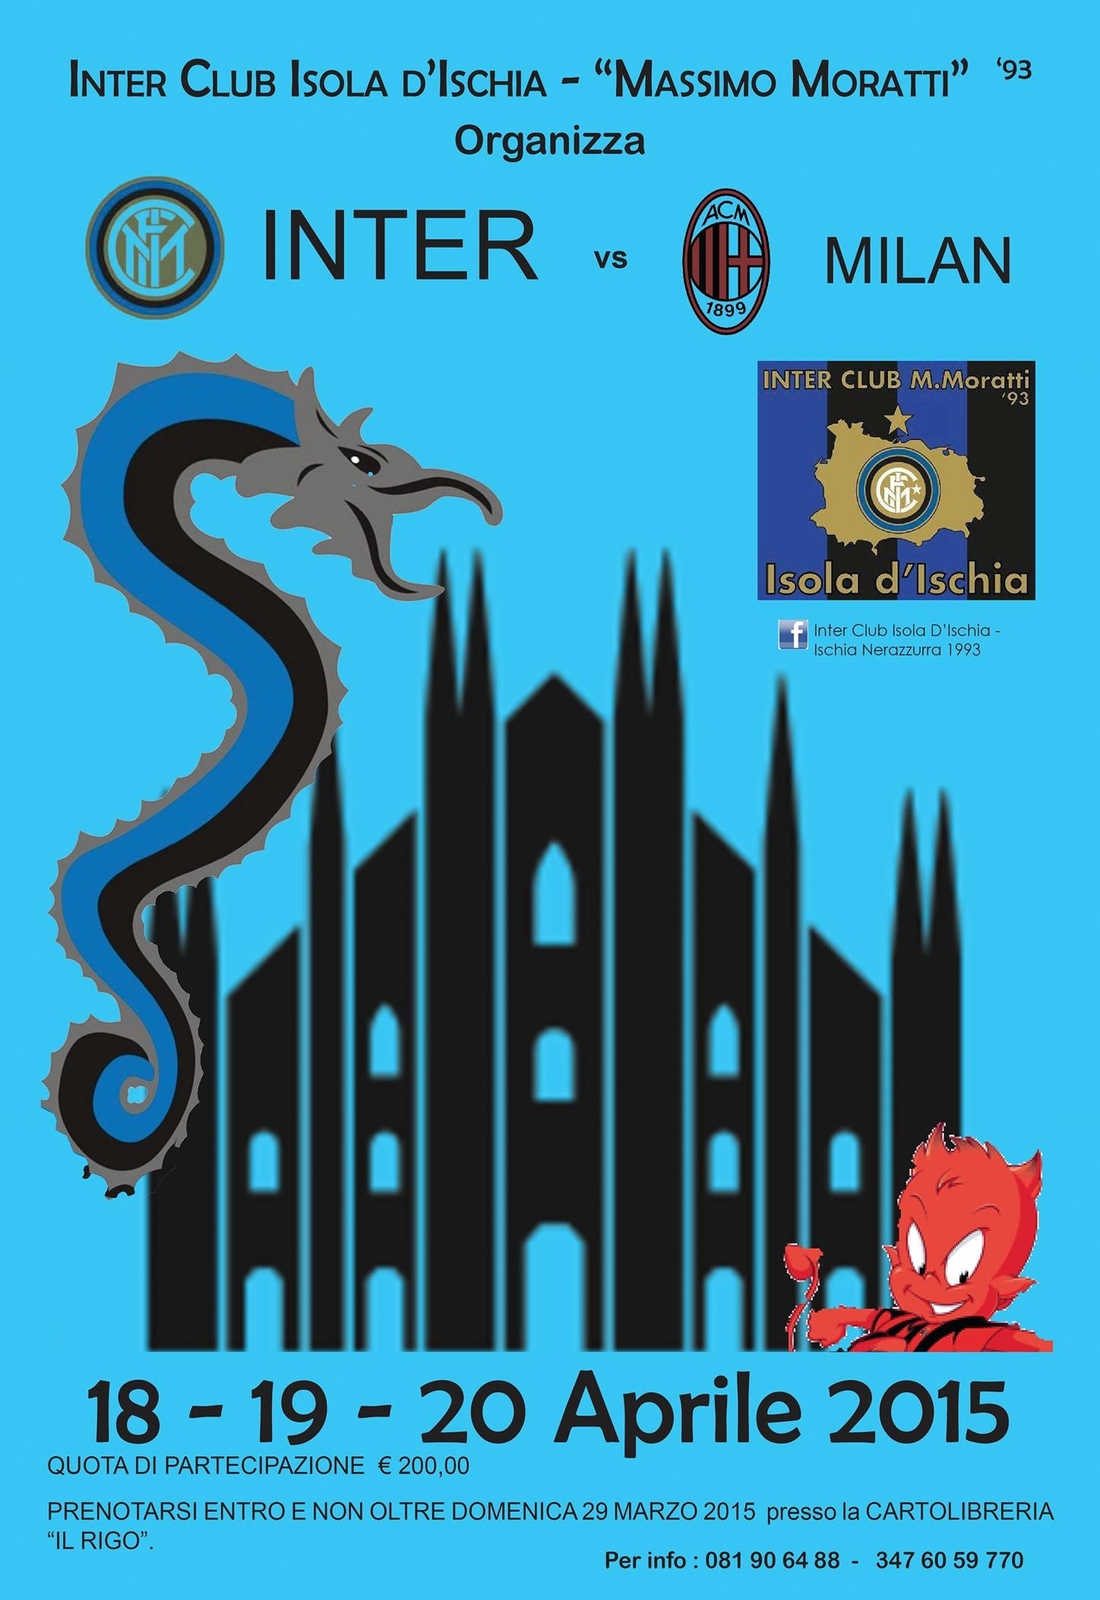 INTER CLUB ISOLA D'ISCHIA - “MASSIMO MORATTI” ‘93
Organizza
INTER vs MILAN
ACM
1899
INTER CLUB M.Moratti
‘93
Isola d'Ischia
f Inter Club Isola D'Ischia -
Ischia Nerazzurra 1993
18 - 19 - 20 Aprile 2015
QUOTA DI PARTECIPAZIONE € 200,00
PRENOTARSI ENTRO E NON OLTRE DOMENICA 29 MARZO 2015 presso la CARTOLIBRERIA
“IL RIGO”.
Per info : 081 90 64 88 - 347 60 59 770